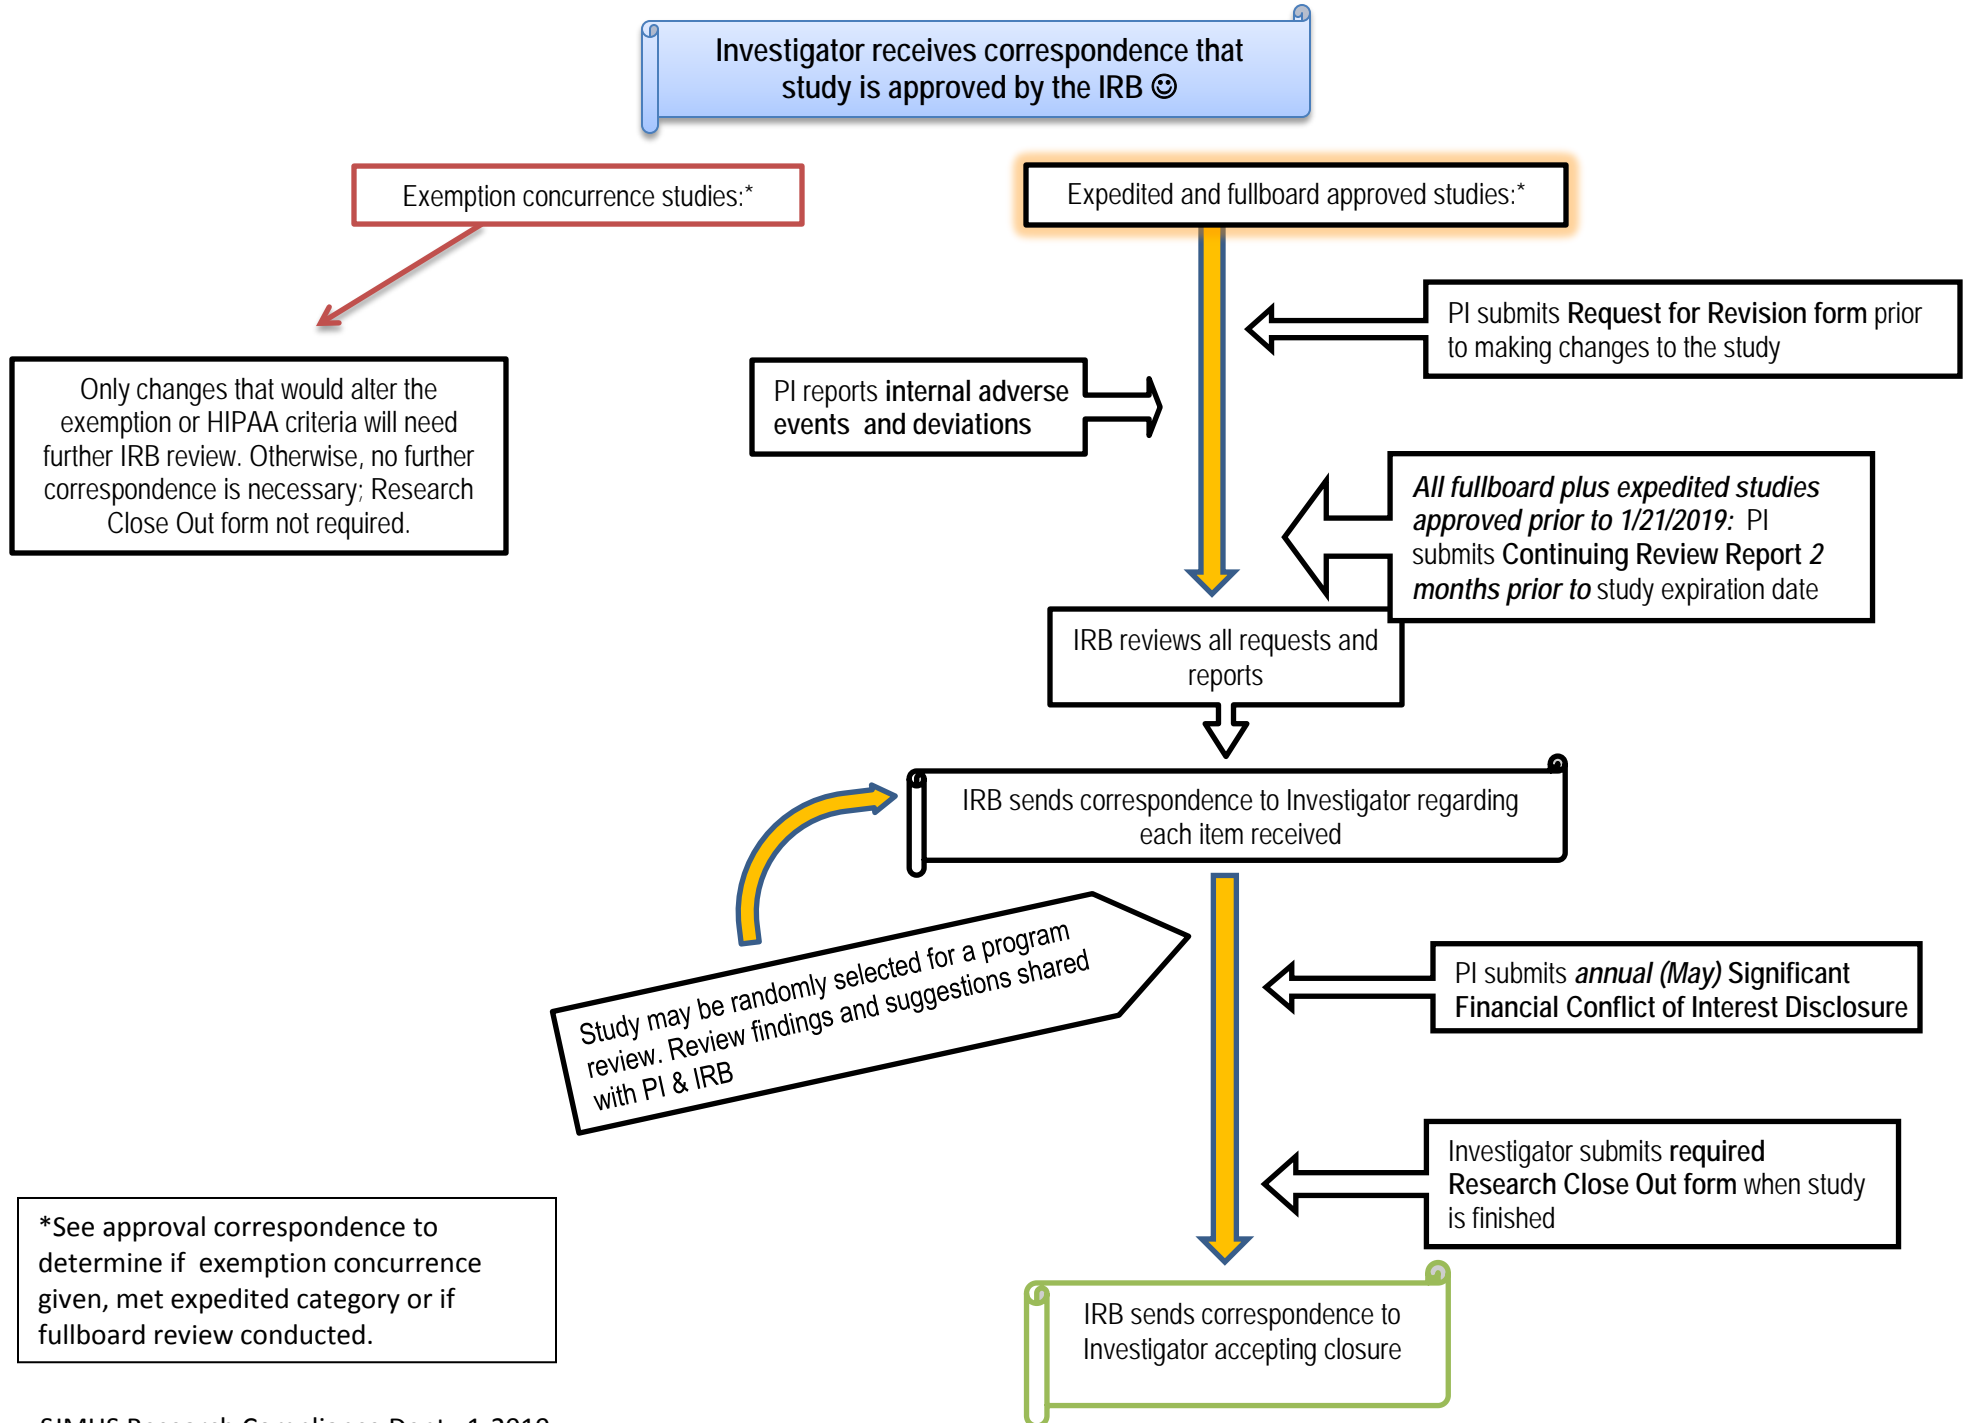 Investigator receives correspondence that
study is approved by the IRB ☺
Exemption concurrence studies:*
Expedited and fullboard approved studies:*
PI submits Request for Revision form prior
to making changes to the study
PI reports internal adverse
events and deviations
Only changes that would alter the
exemption or HIPAA criteria will need
further IRB review. Otherwise, no further
correspondence is necessary; Research
Close Out form not required.
All fullboard plus expedited studies
approved prior to 1/21/2019: PI
submits Continuing Review Report 2
months prior to study expiration date
IRB reviews all requests and
reports
IRB sends correspondence to Investigator regarding
each item received
Study may be randomly selected for a program
review. Review findings and suggestions shared
with PI & IRB
PI submits annual (May) Significant
Financial Conflict of Interest Disclosure
Investigator submits required
Research Close Out form when study
is finished
*See approval correspondence to
determine if exemption concurrence
given, met expedited category or if
fullboard review conducted.
IRB sends correspondence to
Investigator accepting closure
SJMHS Research Compliance Dept